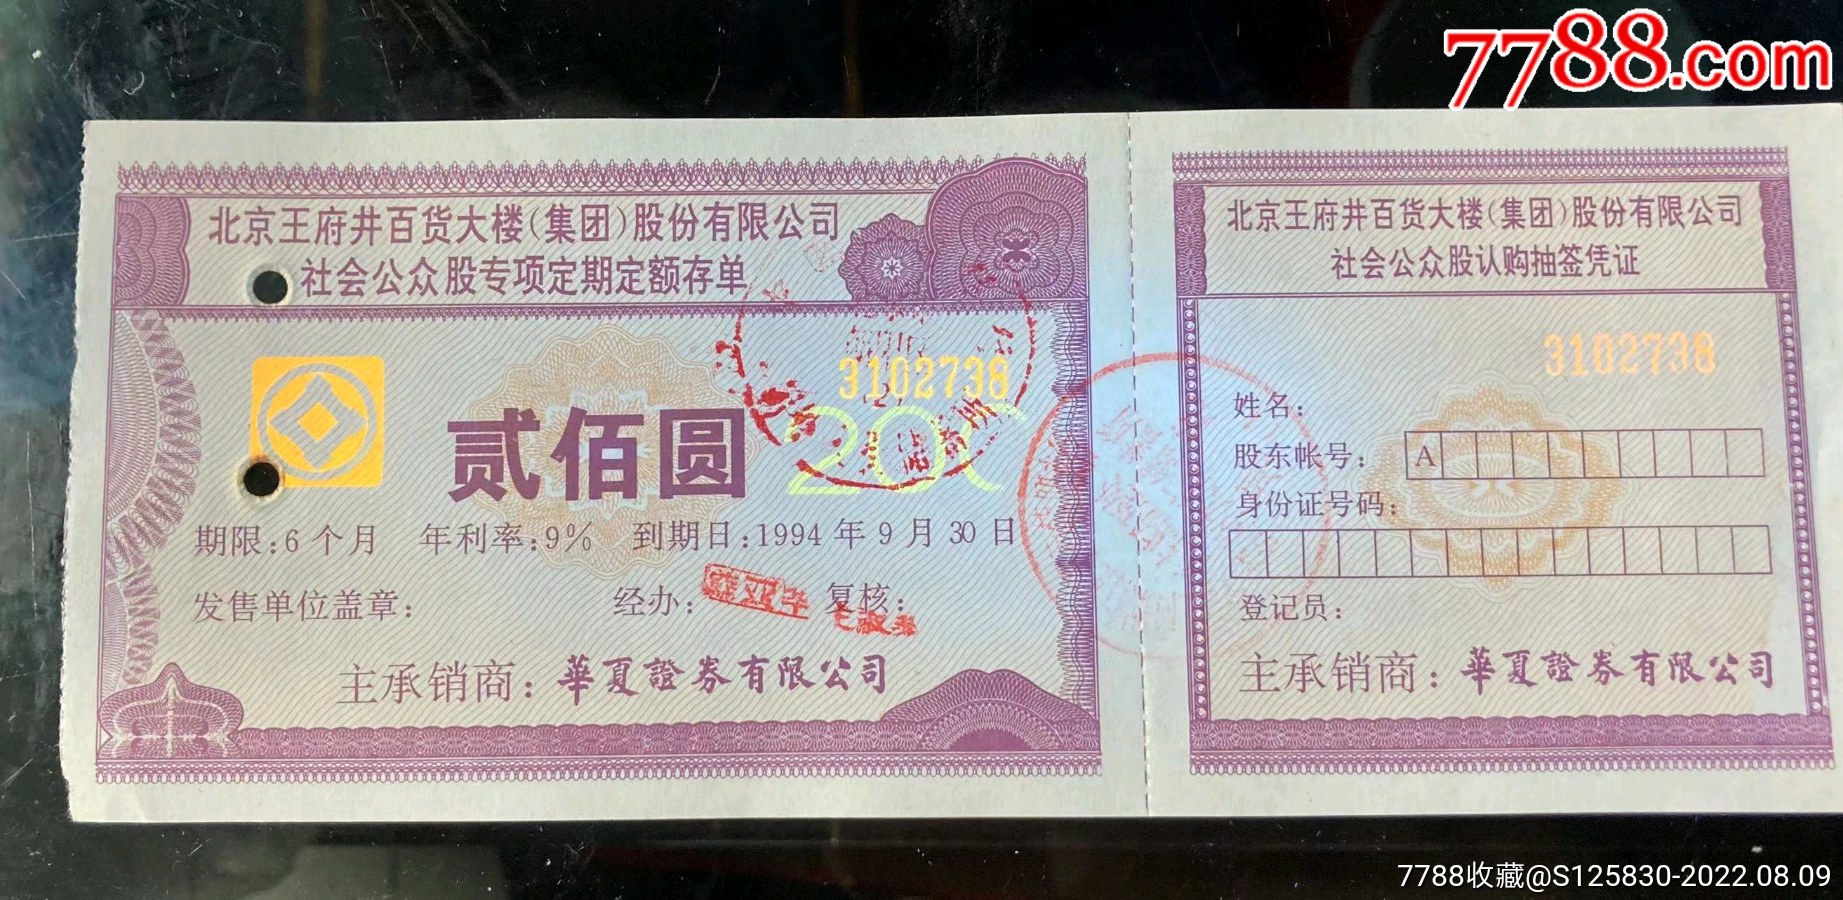 7788.com
北京王府井百货大楼(集团)股份有限公司
社会公众股专项定期定额存单
3102738
贰佰圆
200
期限:6个月 年利率:9% 到期日:1994年9月30日
发售单位盖章: 经办: 复核:
主承销商:華夏證券有限公司
北京王府井百货大楼(集团)股份有限公司
社会公众股认购抽签凭证
3102738
姓名:
股东帐号: A
身份证号码:
登记员:
主承销商:華夏證券有限公司
7788收藏@S125830-2022.08.09